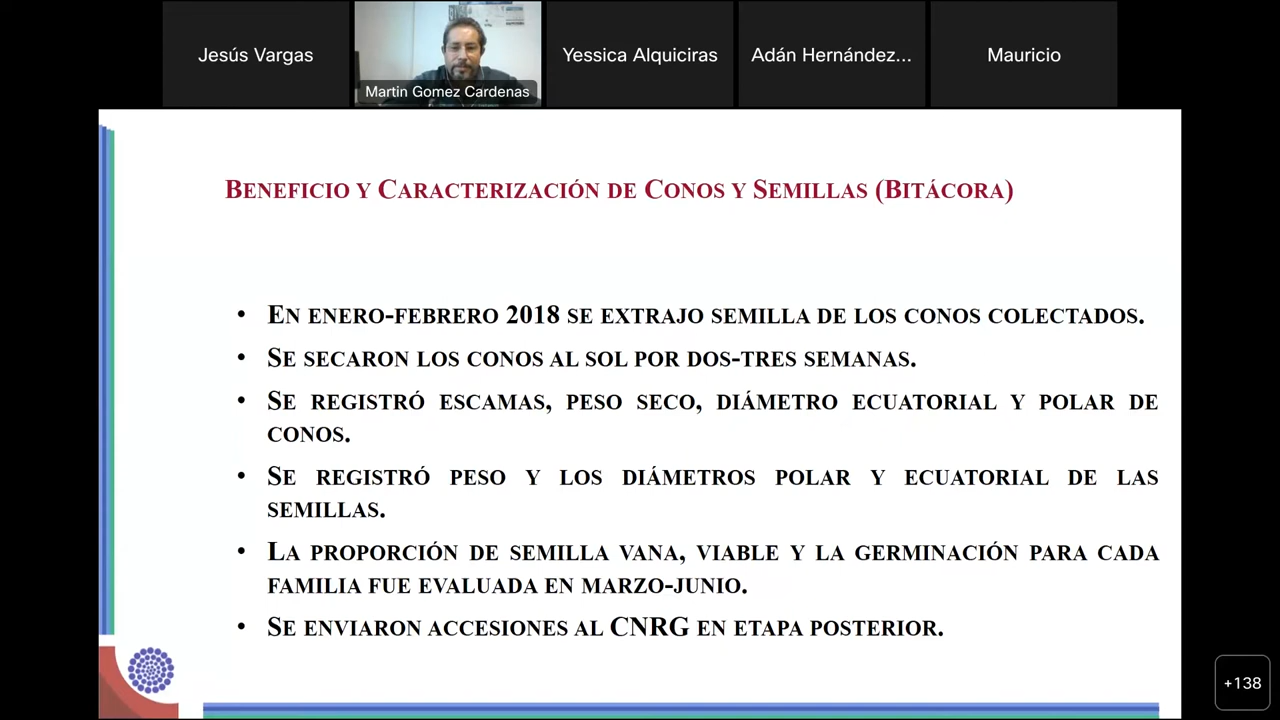 Jesús Vargas
Martin Gomez Cardenas
Yessica Alquiciras
Adán Hernández...
Mauricio
BENEFICIO Y CARACTERIZACIÓN DE CONOS Y SEMILLAS (BITÁCORA)
• EN ENERO-FEBRERO 2018 SE EXTRAJO SEMILLA DE LOS CONOS COLECTADOS.
• SE SECARON LOS CONOS AL SOL POR DOS-TRES SEMANAS.
• SE REGISTRÓ ESCAMAS, PESO SECO, DIÁMETRO ECUATORIAL Y POLAR DE
CONOS.
• SE REGISTRÓ PESO Y LOS DIÁMETROS POLAR Y ECUATORIAL DE LAS
SEMILLAS.
• LA PROPORCIÓN DE SEMILLA VANA, VIABLE Y LA GERMINACIÓN PARA CADA
FAMILIA FUE EVALUADA EN MARZO-JUNIO.
• SE ENVIARON ACCESIONES AL CNRG EN ETAPA POSTERIOR.
+138